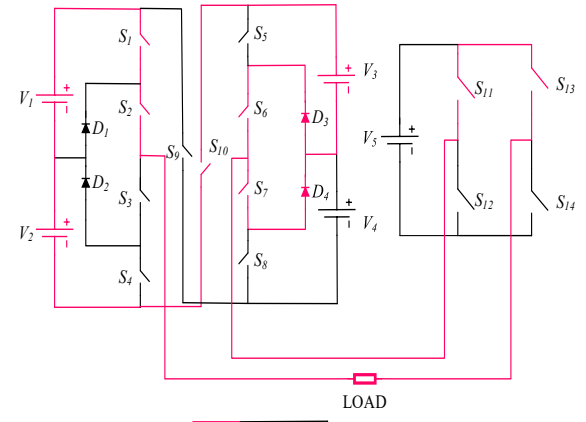 S1
S5
V1
+
-
S2
D1
S9
S10
S6
D3
V3
+
-
S11
S13
V5
+
-
D2
S3
S7
D4
V2
+
-
V4
+
-
S12
S14
S4
S8
LOAD